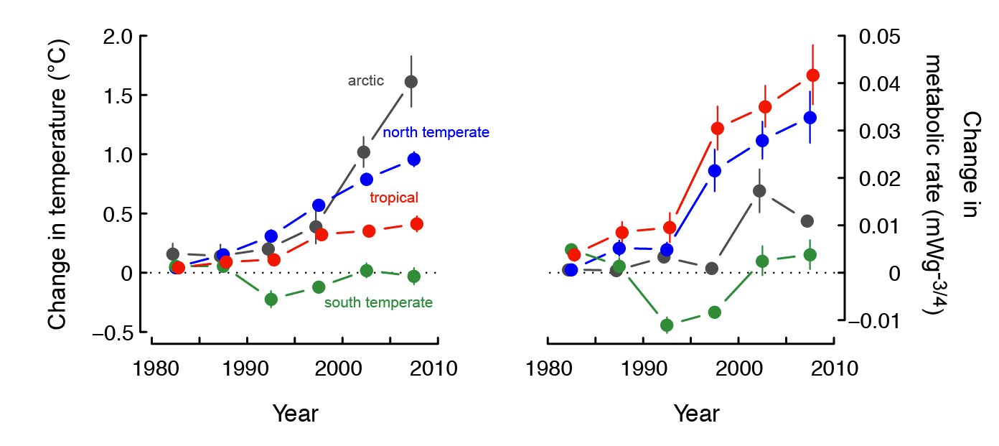 Change in temperature (°C)
2.0
1.5
1.0
0.5
0
−0.5
arctic
north temperate
tropical
south temperate
1980
1990
2000
2010
Year
0.05
0.04
0.03
0.02
0.01
0
−0.01
Change in
metabolic rate (mWg-3/4)
1980
1990
2000
2010
Year